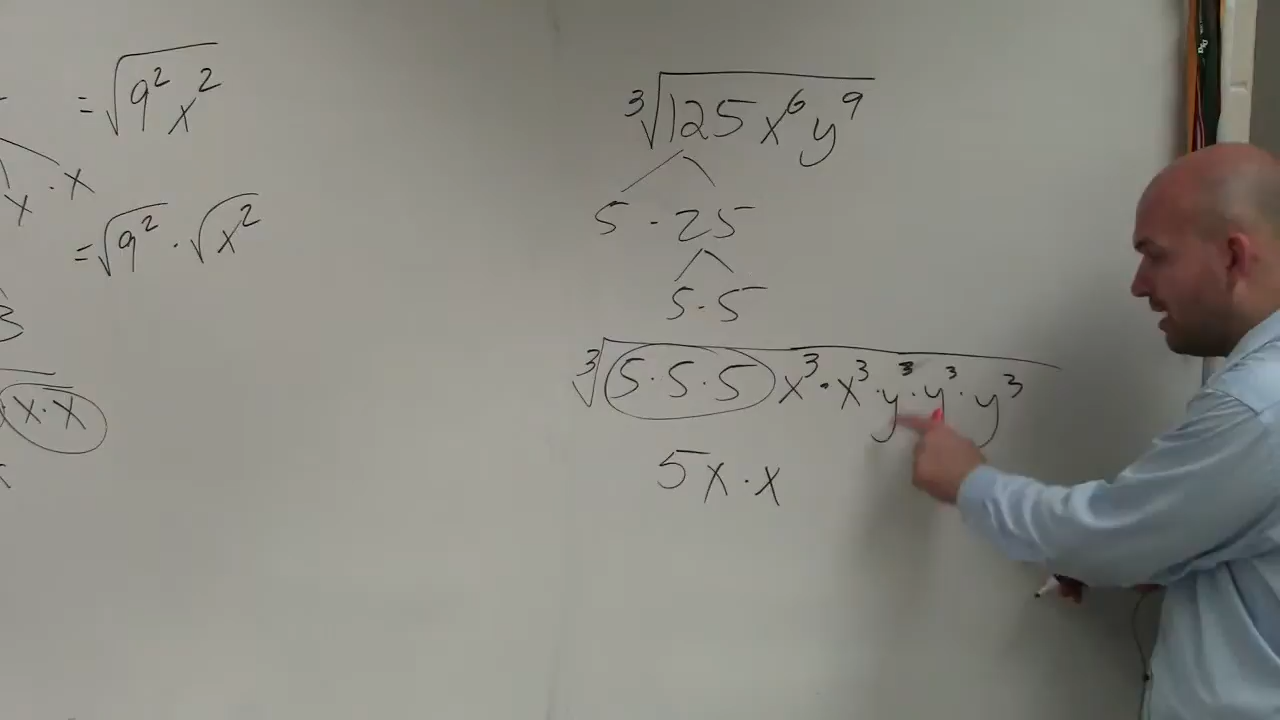 = √9² x²
x · x
= √9² · √x²
3
x · x
∛125 x⁶ y⁹
5 · 25
5 · 5
∛5 · 5 · 5 x³ · x³ · y³ · y³ · y³
5x · x